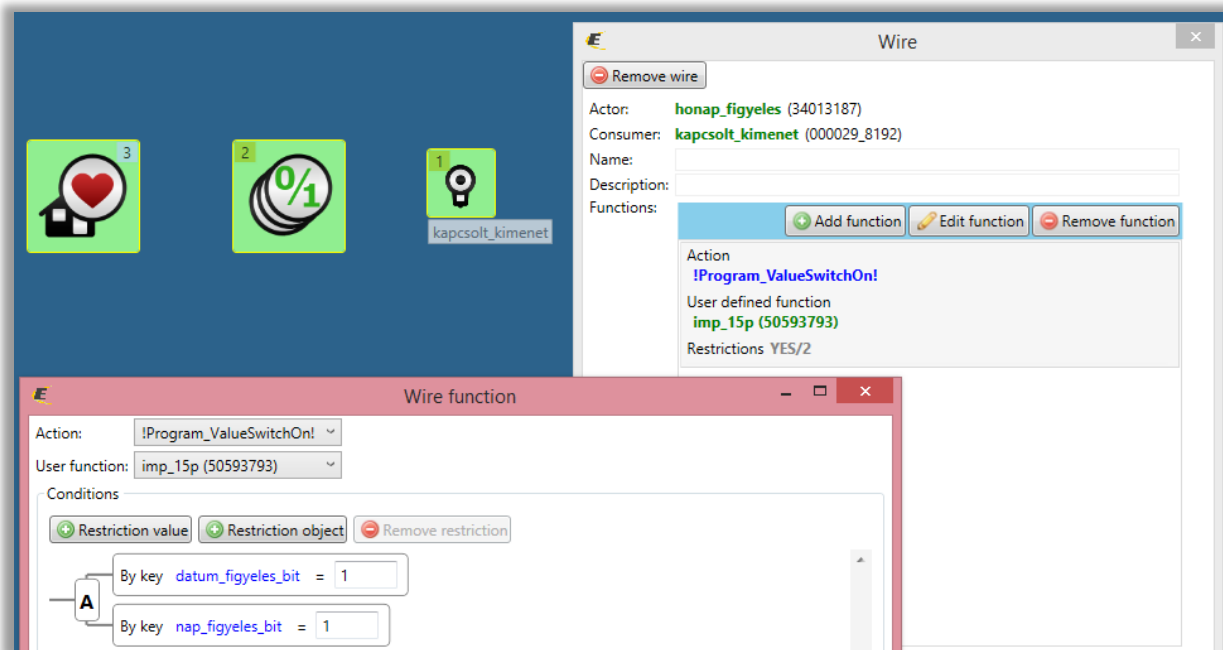 3
2
0/1
1
kapcsolt_kimenet
E
Wire
Remove wire
Actor: honap_figyeles (34013187)
Consumer: kapcsolt_kimenet (000029_8192)
Name:
Description:
Functions:
Add function Edit function Remove function
Action
!Program_ValueSwitchOn!
User defined function
imp_15p (50593793)
Restrictions YES/2
E
Wire function
Action: !Program_ValueSwitchOn!
User function: imp_15p (50593793)
Conditions
Restriction value Restriction object Remove restriction
By key datum_figyeles_bit = 1
A
By key nap_figyeles_bit = 1